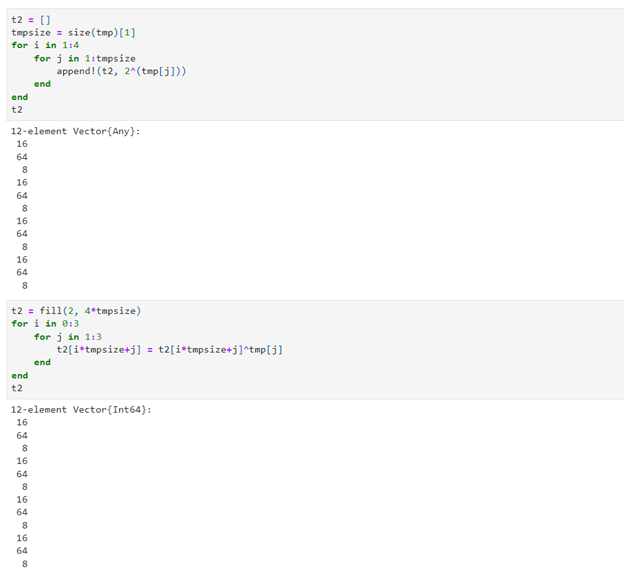 t2 = []
tmpsize = size(tmp)[1]
for i in 1:4
    for j in 1:tmpsize
        append!(t2, 2^(tmp[j]))
    end
end
t2
12-element Vector{Any}:
 16
 64
  8
 16
 64
  8
 16
 64
  8
 16
 64
  8
t2 = fill(2, 4*tmpsize)
for i in 0:3
    for j in 1:3
        t2[i*tmpsize+j] = t2[i*tmpsize+j]^tmp[j]
    end
end
t2
12-element Vector{Int64}:
 16
 64
  8
 16
 64
  8
 16
 64
  8
 16
 64
  8